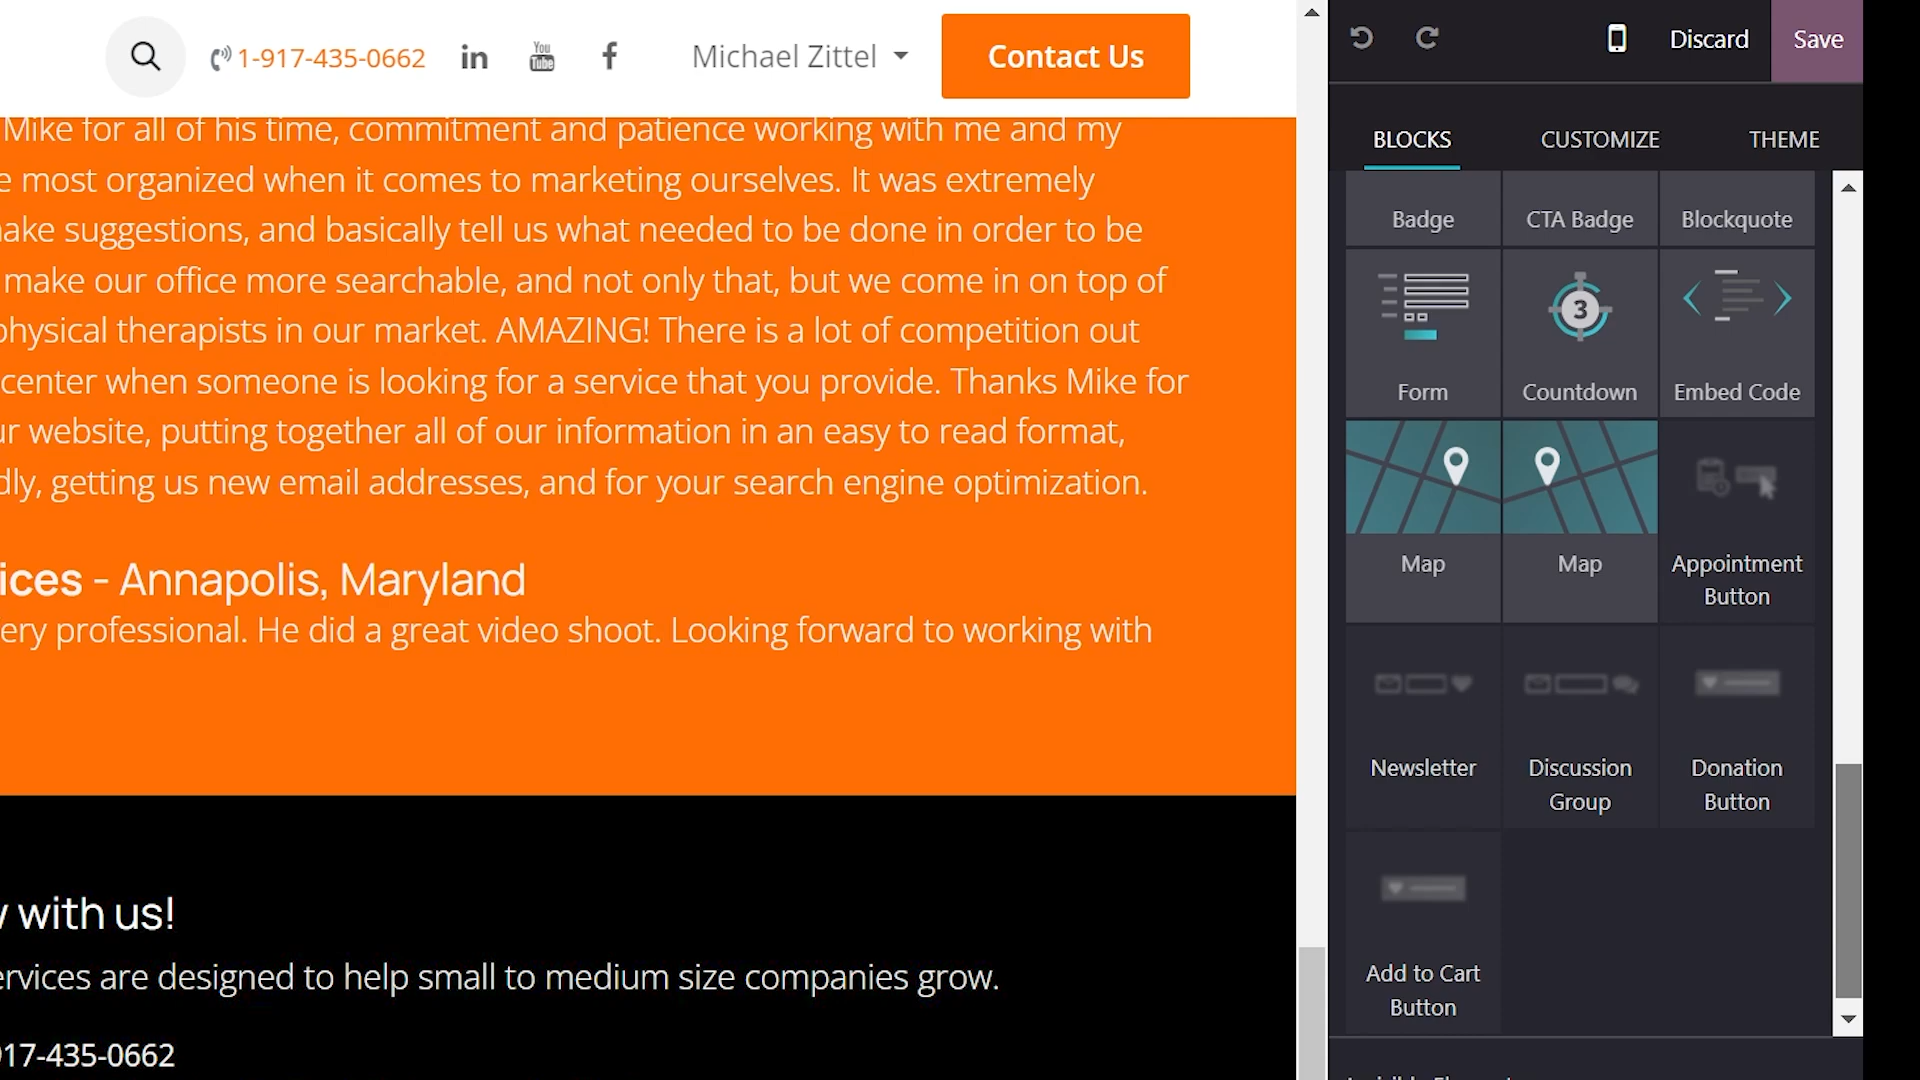 1-917-435-0662
You
Tube
Michael Zittel
Contact Us
Mike for all of his time, commitment and patience working with me and my
e most organized when it comes to marketing ourselves. It was extremely
ake suggestions, and basically tell us what needed to be done in order to be
make our office more searchable, and not only that, but we come in on top of
physical therapists in our market. AMAZING! There is a lot of competition out
center when someone is looking for a service that you provide. Thanks Mike for
ur website, putting together all of our information in an easy to read format,
dly, getting us new email addresses, and for your search engine optimization.
ices - Annapolis, Maryland
ery professional. He did a great video shoot. Looking forward to working with
with us!
ervices are designed to help small to medium size companies grow.
917-435-0662
Discard
Save
BLOCKS
CUSTOMIZE
THEME
Badge
CTA Badge
Blockquote
3
Form
Countdown
Embed Code
Map
Map
Appointment
Button
Newsletter
Discussion
Group
Donation
Button
Add to Cart
Button